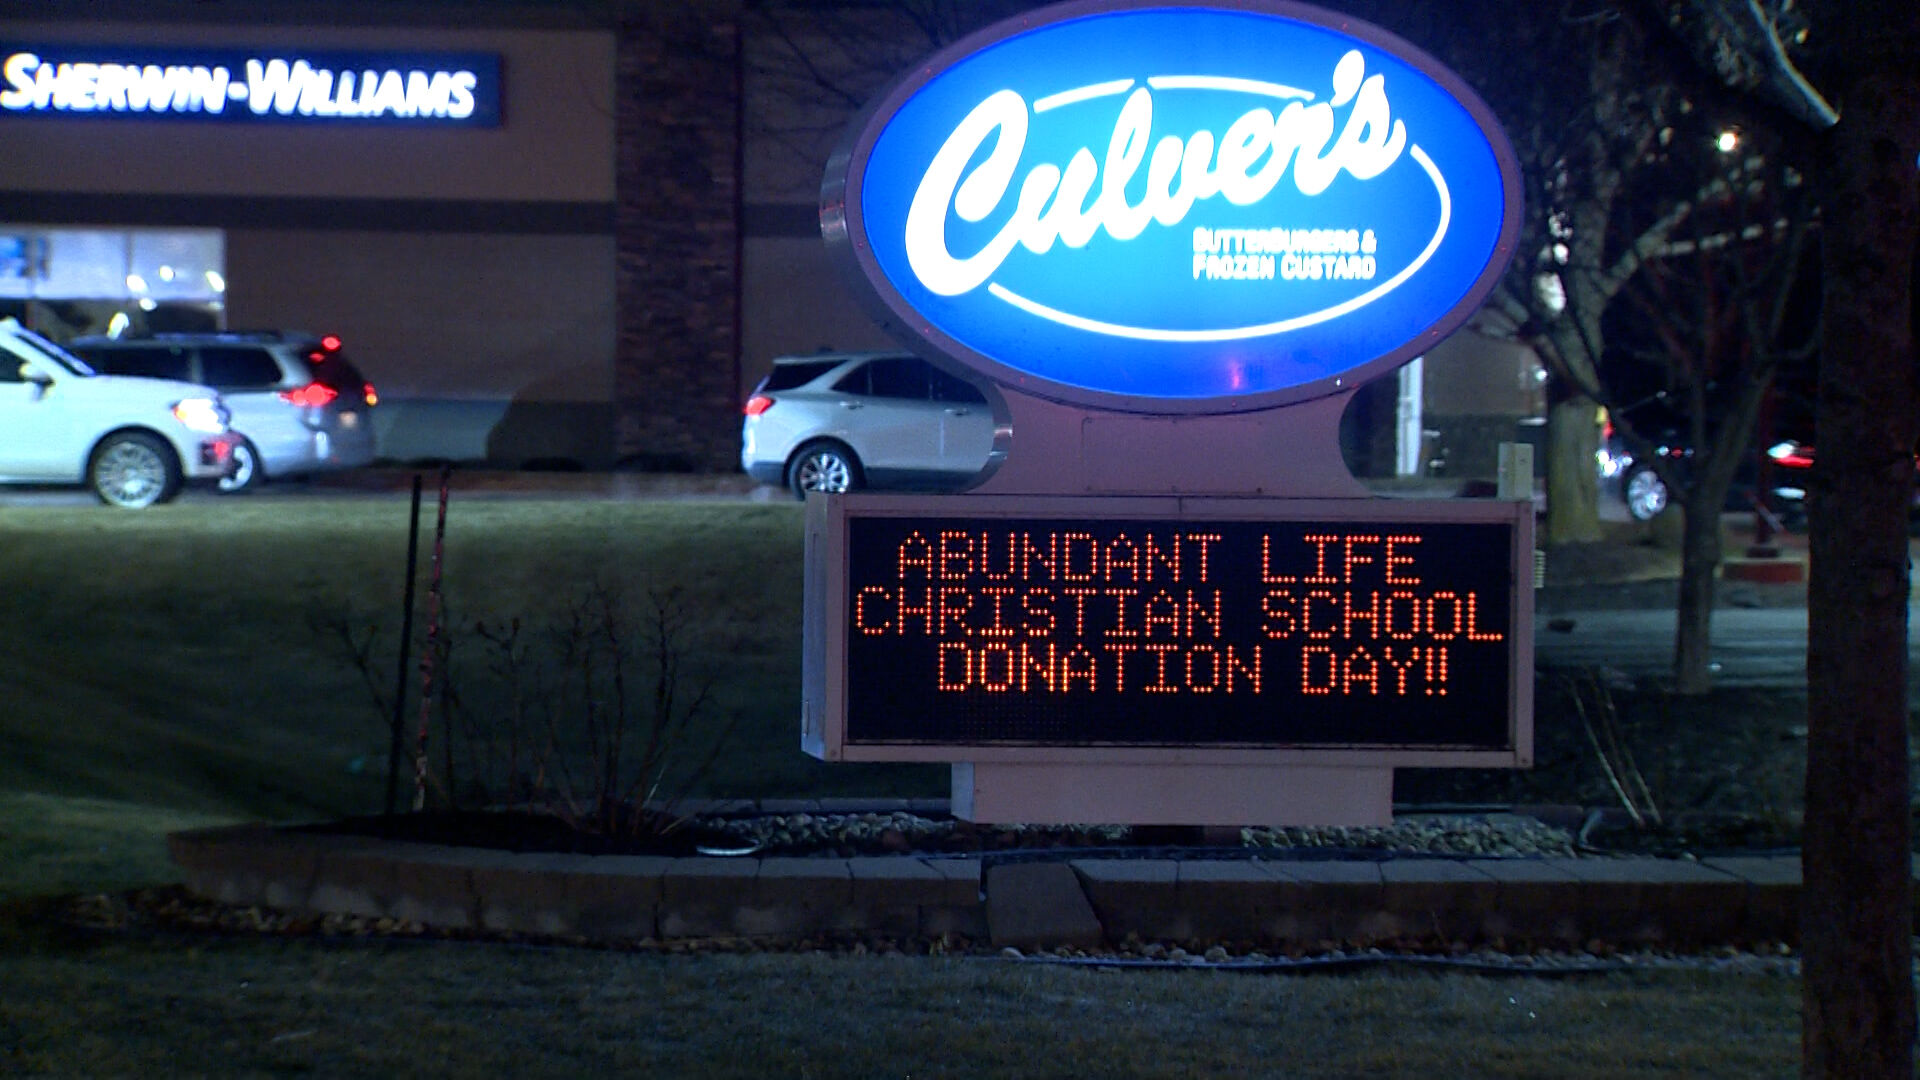 SHERWIN-WILLIAMS
Culver's
BUTTERBURGERS &
FROZEN CUSTARD
ABUNDANT LIFE
CHRISTIAN SCHOOL
DONATION DAY!!